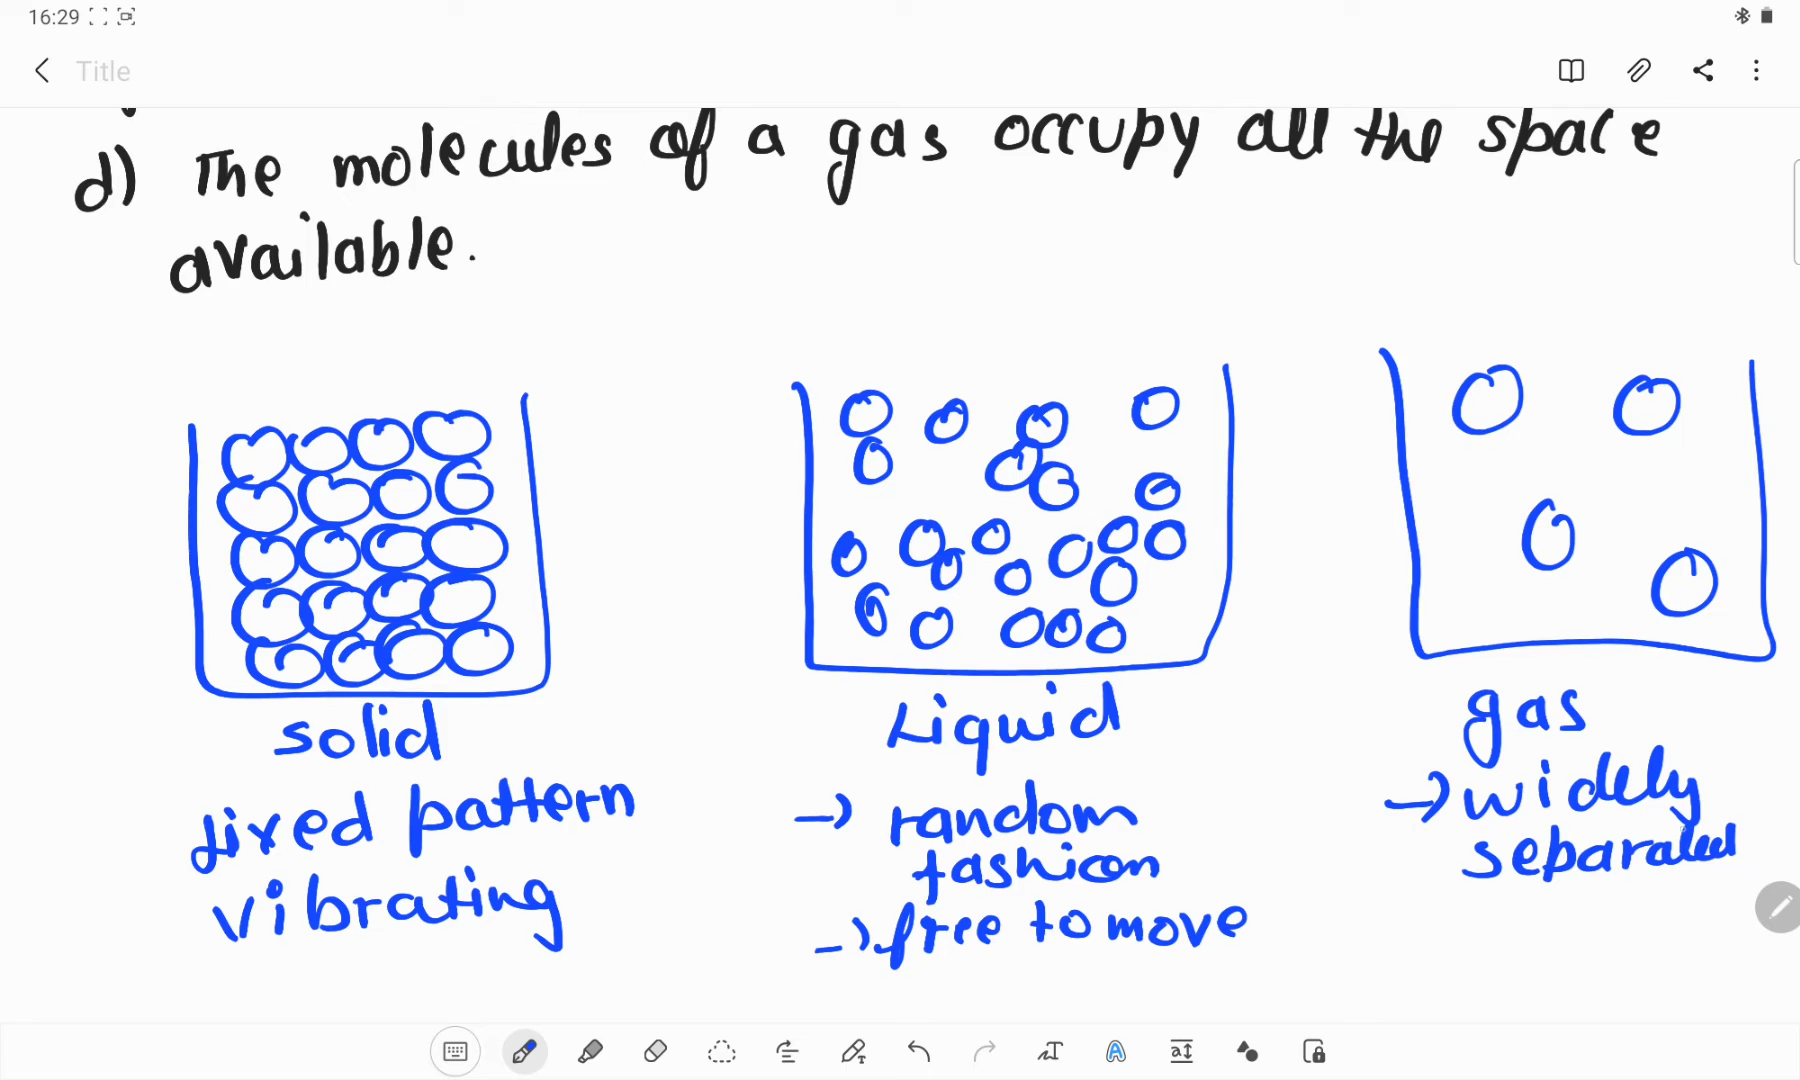 16:29
Title
d) The molecules of a gas occupy all the space
available.
solid
Liquid
gas
fixed pattern
vibrating
→ random
fashion
→ free to move
→ widely
separated